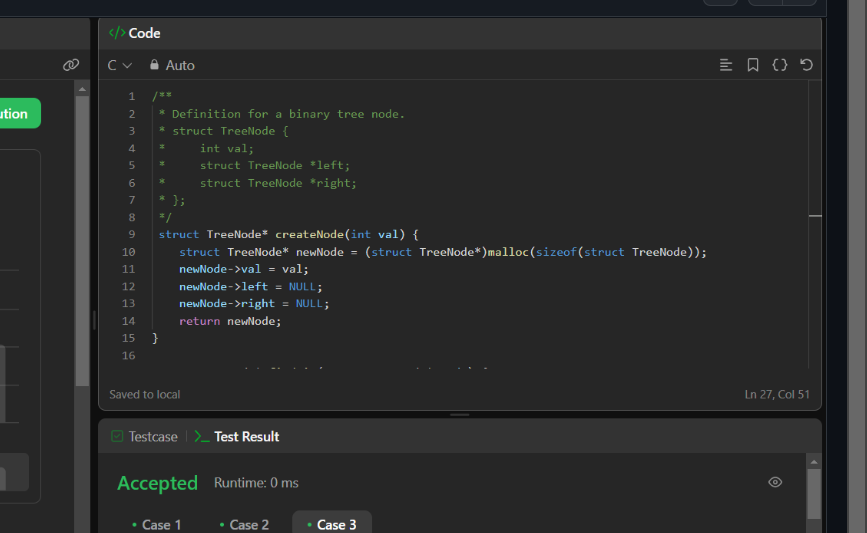 </> Code
C Auto
ution
1 /**
2 * Definition for a binary tree node.
3 * struct TreeNode {
4 *     int val;
5 *     struct TreeNode *left;
6 *     struct TreeNode *right;
7 * };
8 */
9 struct TreeNode* createNode(int val) {
10    struct TreeNode* newNode = (struct TreeNode*)malloc(sizeof(struct TreeNode));
11    newNode->val = val;
12    newNode->left = NULL;
13    newNode->right = NULL;
14    return newNode;
15 }
16
Saved to local Ln 27, Col 51
Testcase | >_ Test Result
Accepted Runtime: 0 ms
• Case 1 • Case 2 • Case 3